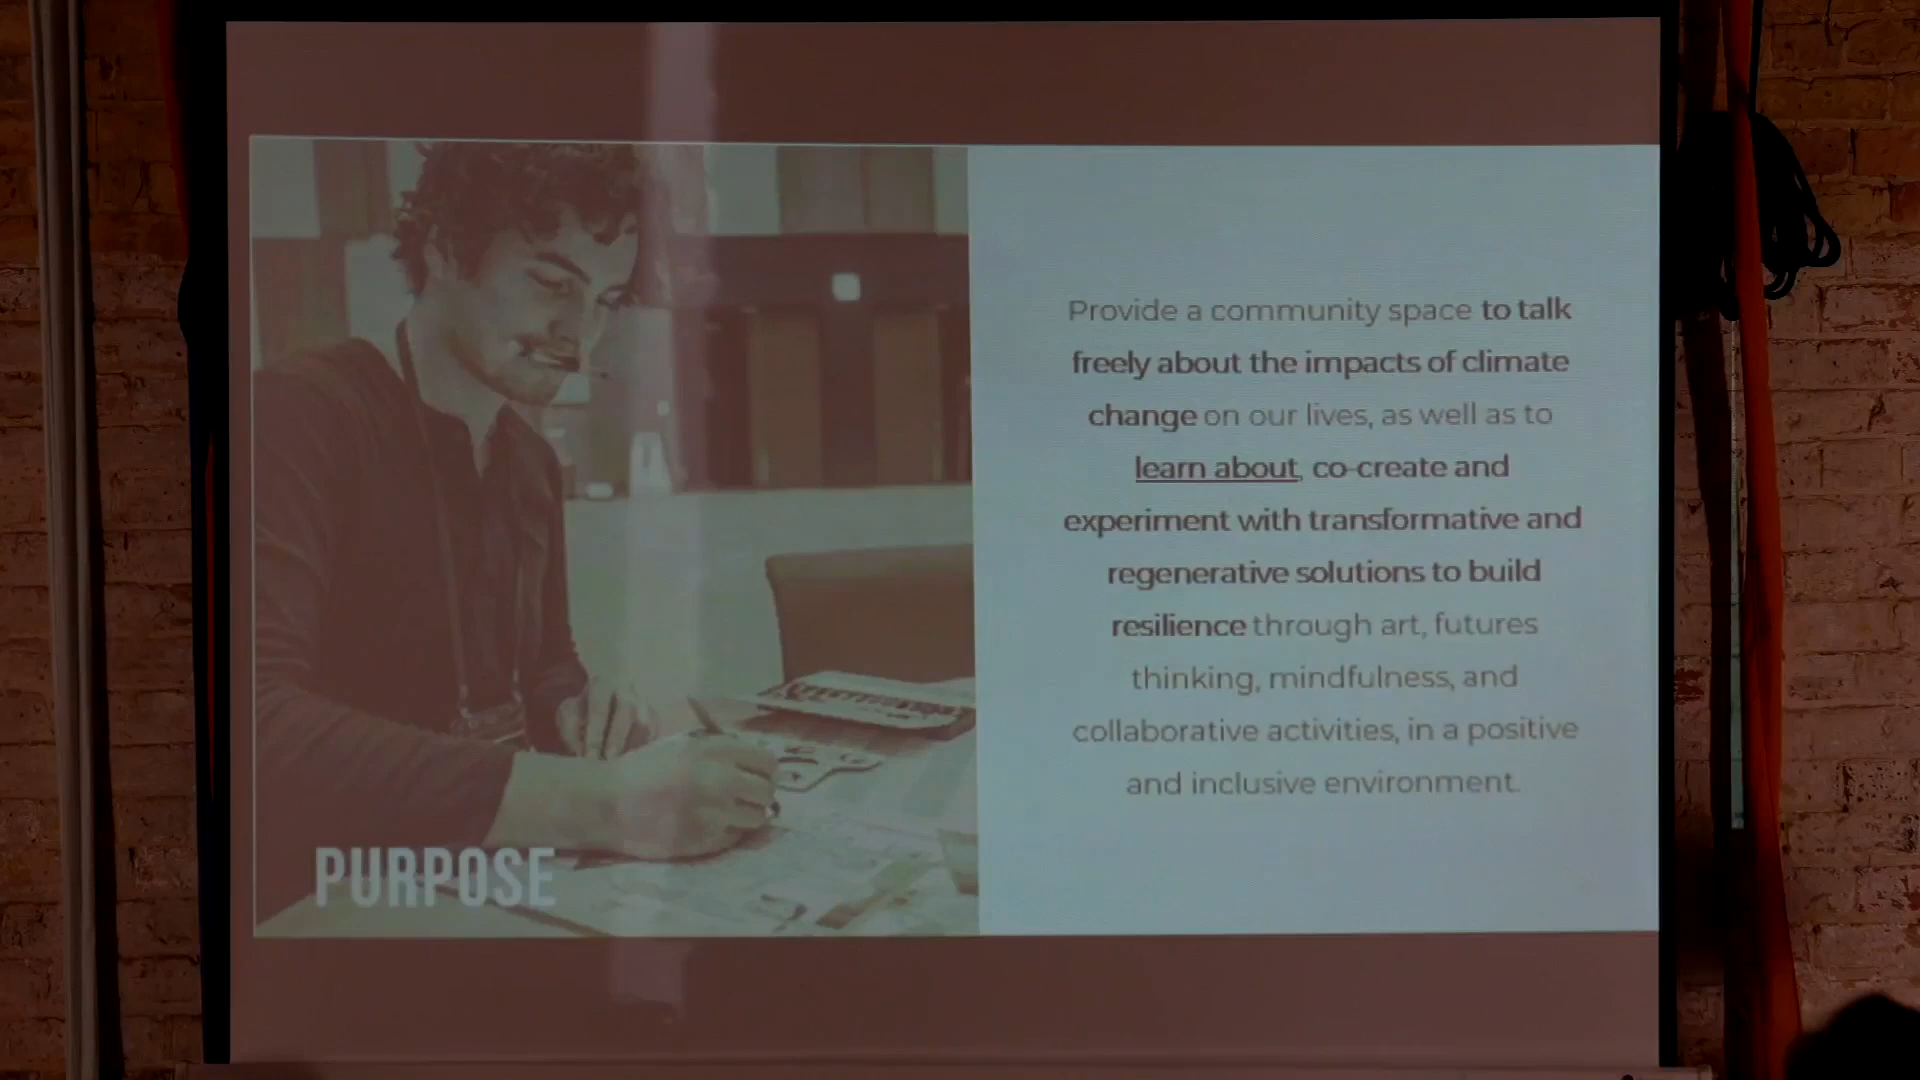 Provide a community space to talk
freely about the impacts of climate
change on our lives, as well as to
learn about, co-create and
experiment with transformative and
regenerative solutions to build
resilience through art, futures
thinking, mindfulness, and
collaborative activities, in a positive
and inclusive environment.
PURPOSE